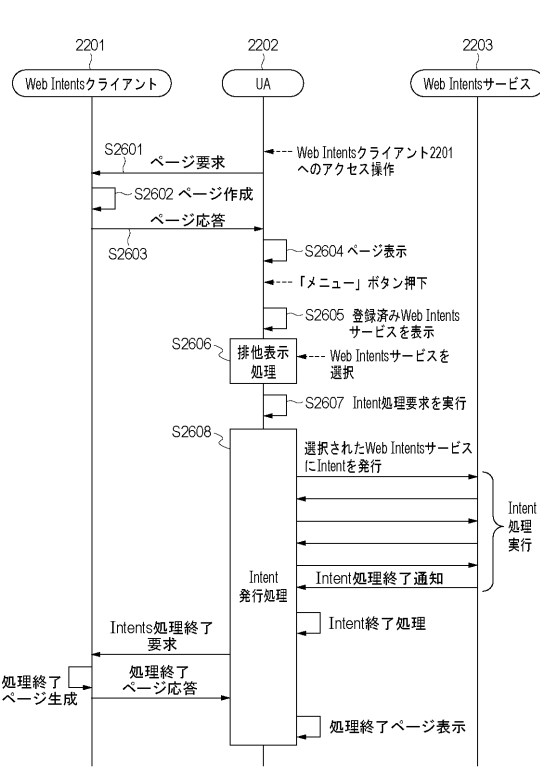 2201
2202
2203
Web Intentsクライアント
UA
Web Intentsサービス
Web Intentsクライアント2201
へのアクセス操作
S2601
ページ要求
S2602 ページ作成
ページ応答
S2603
S2604 ページ表示
「メニュー」ボタン押下
S2605 登録済みWeb Intents
サービスを表示
S2606
排他表示
処理
Web Intentsサービスを
選択
S2607 Intent処理要求を実行
S2608
選択されたWeb Intentsサービス
にIntentを発行
Intent
処理
実行
Intent処理終了通知
Intent
発行処理
Intent終了処理
Intents処理終了
要求
処理終了
ページ生成
処理終了
ページ応答
処理終了ページ表示